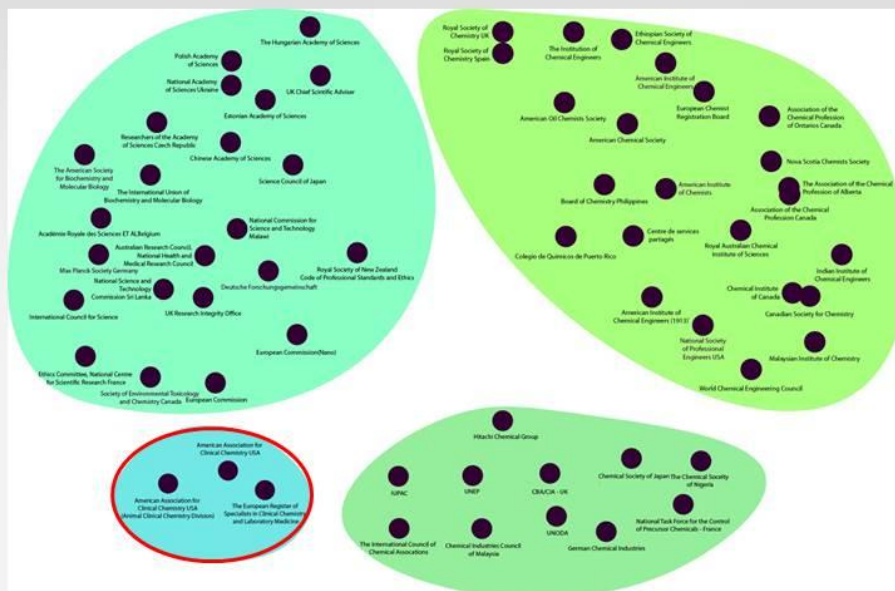 The Hungarian Academy of Sciences
Polish Academy
of Sciences
National Academy
of Sciences Ukraine
UK Chief Scintific Adviser
Estonian Academy of Sciences
Researchers of the Academy
of Sciences Czech Republic
Chinese Academy of Sciences
The American Society
for Biochemistry and
Molecular Biology
Science Council of Japan
The International Union of
Biochemistry and Molecular Biology
Académie Royale des Sciences ET ALBelgium
National Commission for
Science and Technology
Malawi
Australian Research Council,
National Health and
Medical Research Council
Max Planck Society Germany
Royal Society of New Zealand
Code of Professional Standards and Ethics
Deutsche Forschungsgemeinschaft
National Science and
Technology
Commission Sri Lanka
International Council for Science
UK Research Integrity Office
European Commission(Nano)
Ethics Committee, National Centre
for Scientific Research France
Society of Environmental Toxicology
and Chemistry Canada
European Commission
Royal Society of
Chemistry UK
Royal Society of
Chemistry Spain
The Institution of
Chemical Engineers
Ethiopian Society of
Chemical Engineers
American Institute of
Chemical Engineers
European Chemist
Registration Board
American Oil Chemists Society
Association of the
Chemical Profession
of Ontario Canada
American Chemical Society
Nova Scotia Chemists Society
Board of Chemistry Philippines
American Institute
of Chemists
The Association of the Chemical
Profession of Alberta
Association of the Chemical
Profession Canada
Colegio de Químicos de Puerto Rico
Centre de services
partagés
Royal Australian Chemical
Institute of Sciences
Indian Institute of
Chemical Engineers
Chemical Institute
of Canada
Canadian Society for Chemistry
American Institute of
Chemical Engineers
National Society
of Professional
Engineers USA
Malaysian Institute of Chemistry
World Chemical Engineering Council
American Association for
Clinical Chemistry USA
American Association for
Clinical Chemistry USA
(Animal Clinical Chemistry Division)
The European Register of
Specialists in Clinical Chemistry
and Laboratory Medicine
Hitachi Chemical Group
Chemical Society of Japan
The Chemical Socrity
of Nigeria
IUPAC
UNEP
CBA/CIA - UK
National Task Force for the Control
of Precursor Chemicals - France
The International Council of
Chemical Assocations
Chemical Industries Council
of Malaysia
UNODA
German Chemical Industries